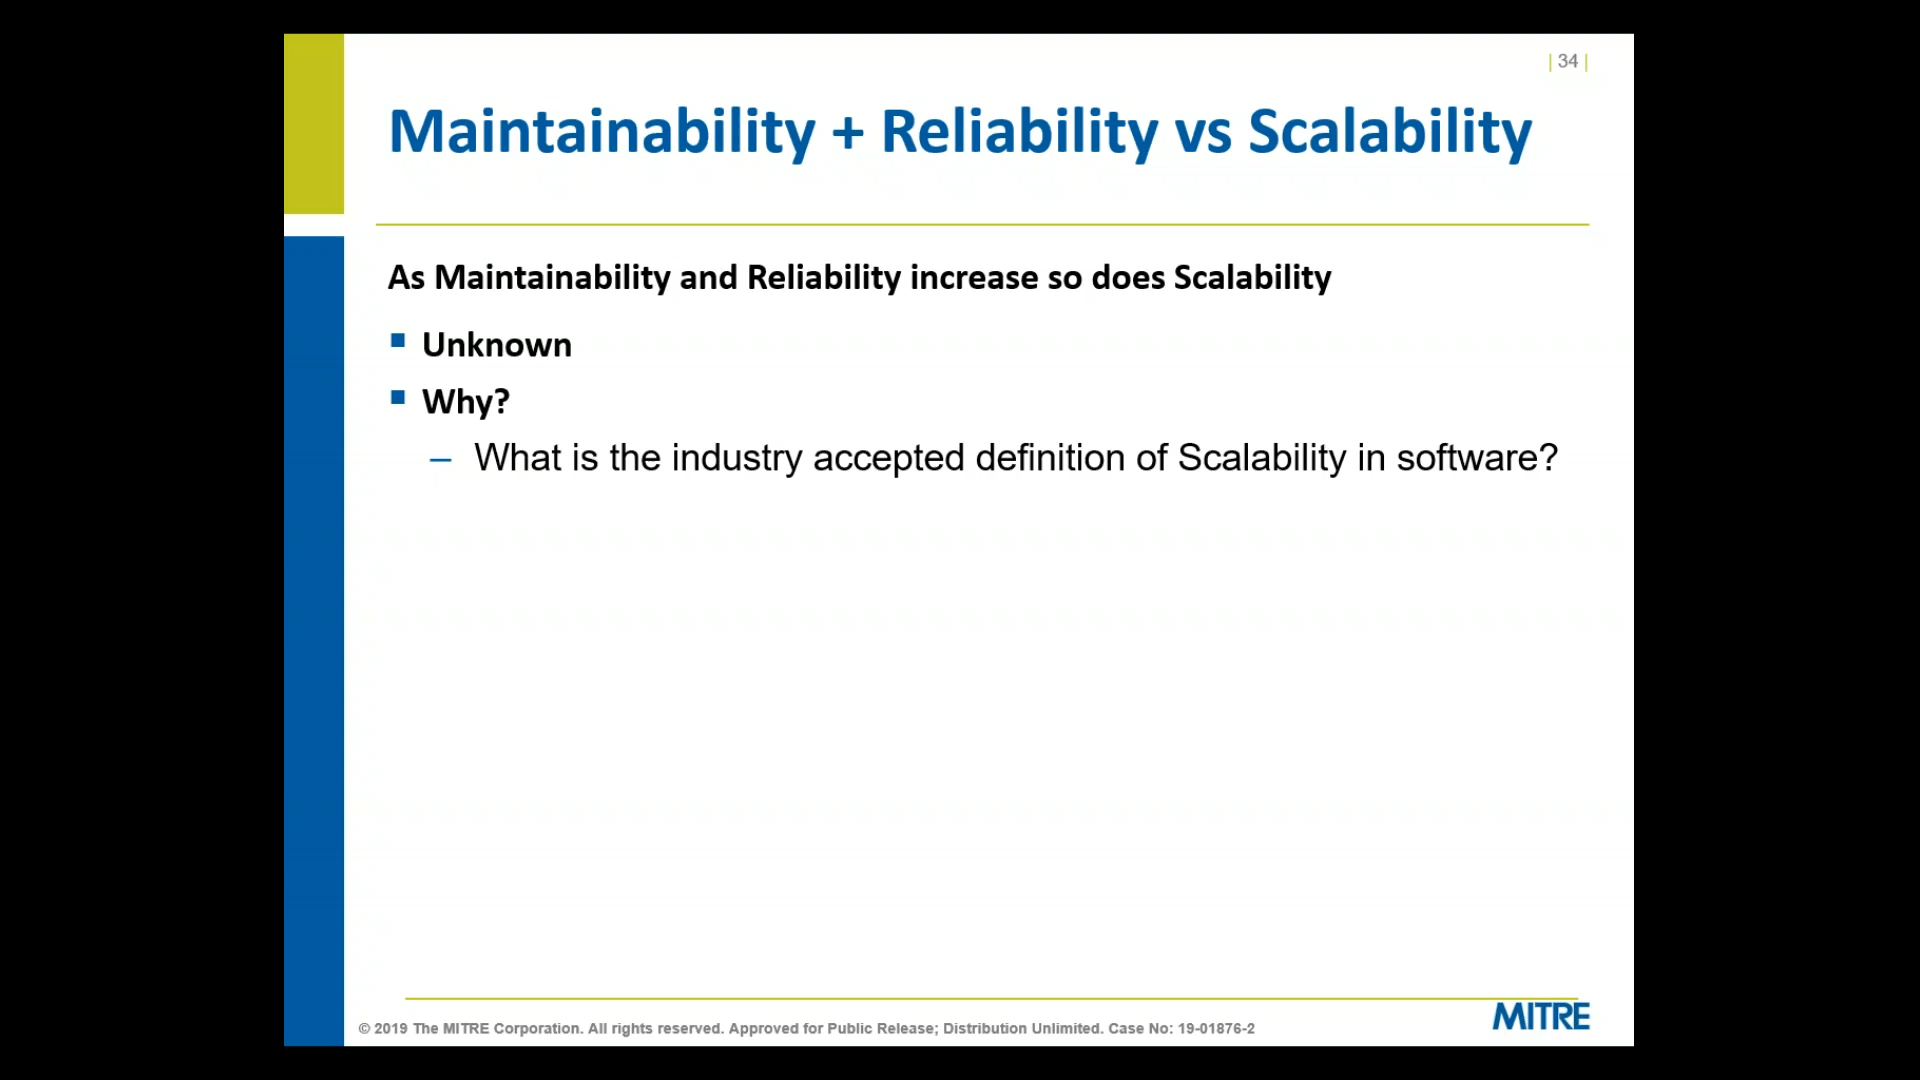 | 34 |
Maintainability + Reliability vs Scalability
As Maintainability and Reliability increase so does Scalability
▪ Unknown
▪ Why?
– What is the industry accepted definition of Scalability in software?
MITRE
© 2019 The MITRE Corporation. All rights reserved. Approved for Public Release; Distribution Unlimited. Case No: 19-01876-2